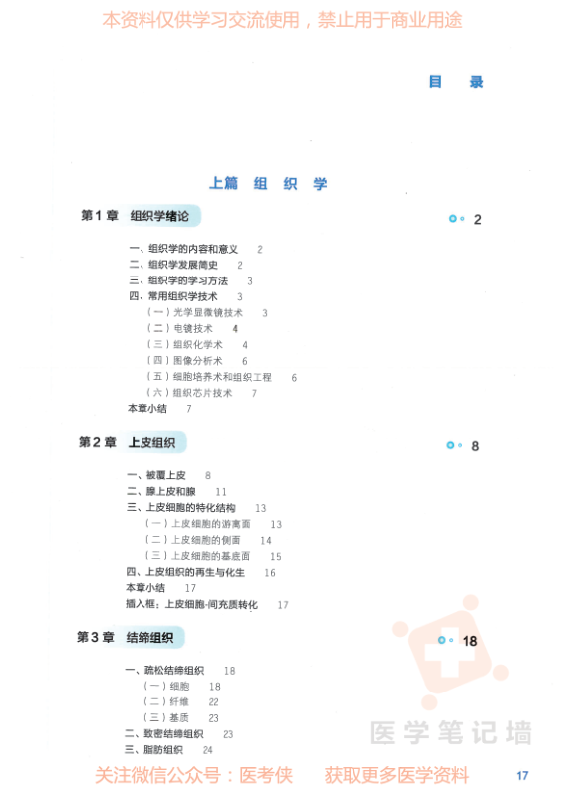 本资料仅供学习交流使用，禁止用于商业用途
目 录
上篇 组 织 学
第1章 组织学绪论 2
一、组织学的内容和意义 2
二、组织学发展简史 2
三、组织学的学习方法 3
四、常用组织学技术 3
（一）光学显微镜技术 3
（二）电镜技术 4
（三）组织化学术 4
（四）图像分析术 6
（五）细胞培养术和组织工程 6
（六）组织芯片技术 7
本章小结 7
第2章 上皮组织 8
一、被覆上皮 8
二、腺上皮和腺 11
三、上皮细胞的特化结构 13
（一）上皮细胞的游离面 13
（二）上皮细胞的侧面 14
（三）上皮细胞的基底面 15
四、上皮组织的再生与化生 16
本章小结 17
插入框：上皮细胞-间充质转化 17
第3章 结缔组织 18
一、疏松结缔组织 18
（一）细胞 18
（二）纤维 22
（三）基质 23
二、致密结缔组织 23
三、脂肪组织 24
医学笔记墙
关注微信公众号：医考侠 获取更多医学资料
17